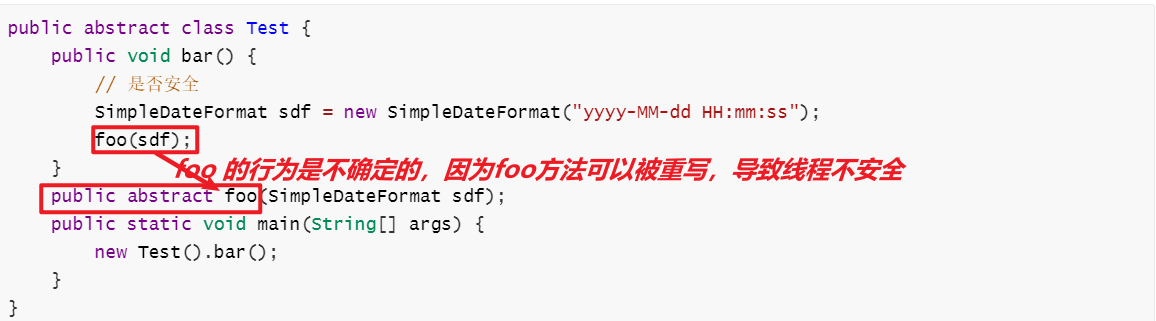 public abstract class Test {
public void bar() {
// 是否安全
SimpleDateFormat sdf = new SimpleDateFormat("yyyy-MM-dd HH:mm:ss");
foo(sdf);
}
foo 的行为是不确定的，因为foo方法可以被重写，导致线程不安全
public abstract foo(SimpleDateFormat sdf);
public static void main(String[] args) {
new Test().bar();
}
}